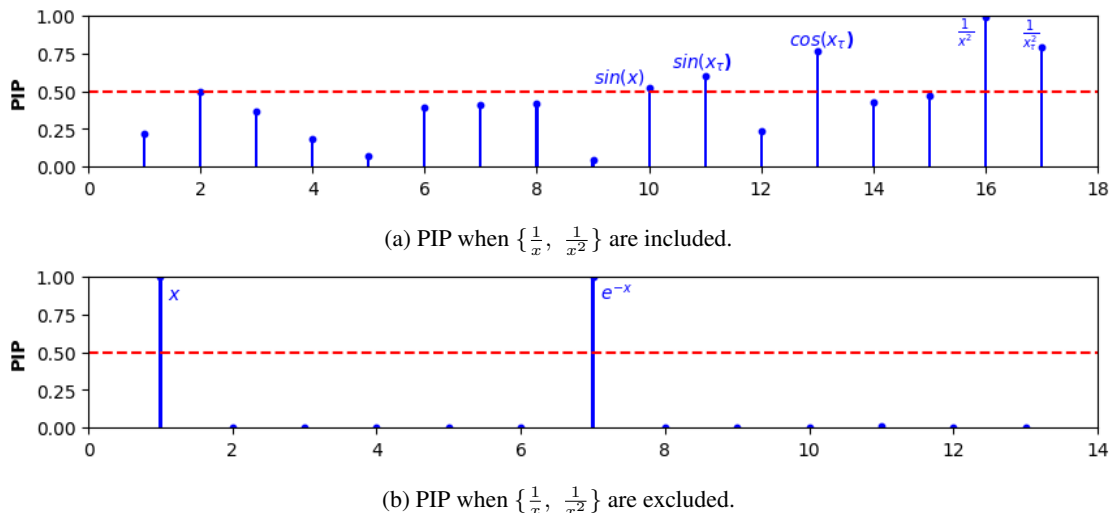 1.00
0.75
0.50
0.25
0.00
PIP
sin(x)
sin(x_τ)
cos(x_τ)
1/x²
1/x_τ²
0 2 4 6 8 10 12 14 16 18
(a) PIP when {1/x, 1/x²} are included.
1.00
0.75
0.50
0.25
0.00
PIP
x
e^{-x}
0 2 4 6 8 10 12 14
(b) PIP when {1/x, 1/x²} are excluded.